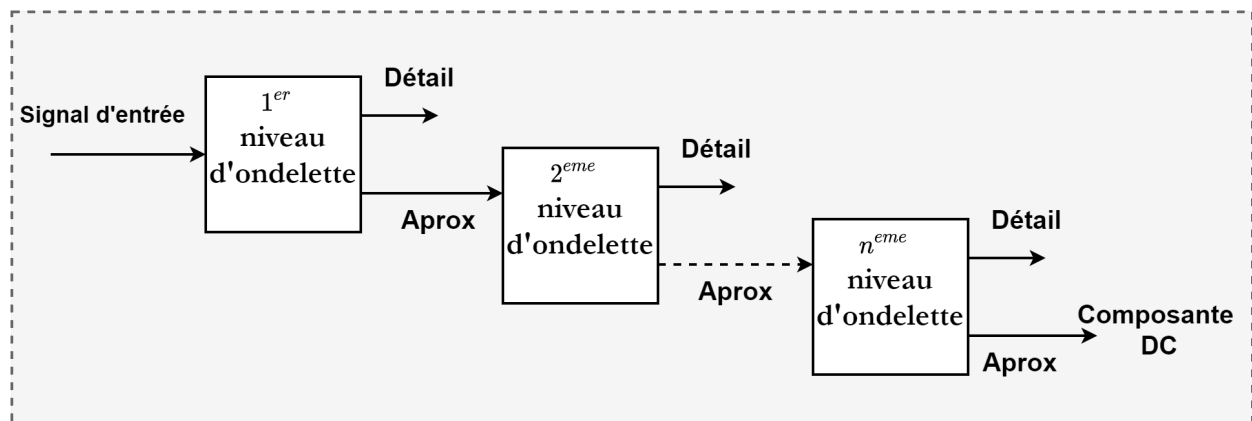 Signal d'entrée
1^{er}
niveau
d'ondelette
Détail
Aprox
2^{eme}
niveau
d'ondelette
Détail
Aprox
n^{eme}
niveau
d'ondelette
Détail
Aprox
Composante
DC